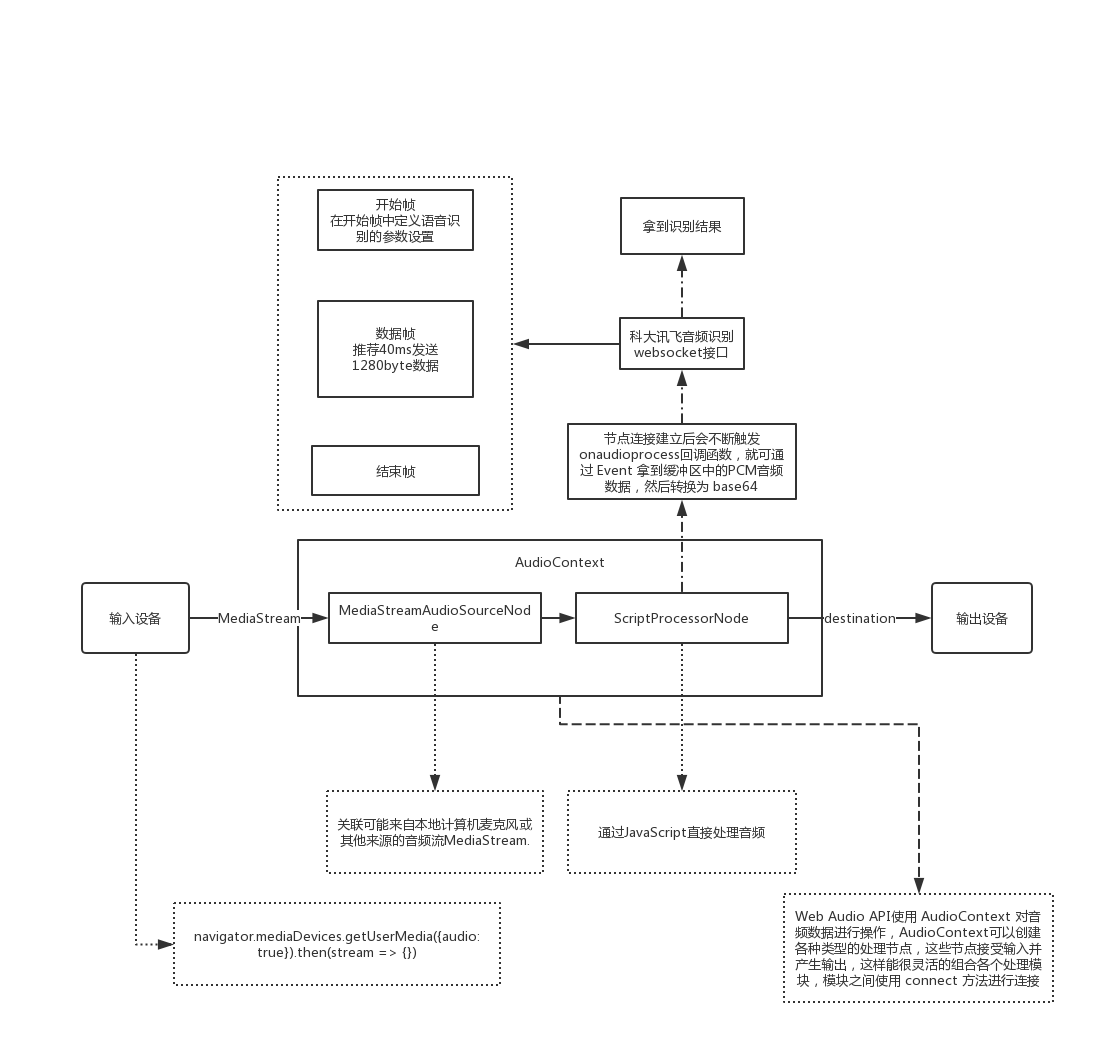 开始帧
在开始帧中定义语音识
别的参数设置
拿到识别结果
数据帧
推荐40ms发送
1280byte数据
科大讯飞音频识别
websocket接口
节点连接建立后会不断触发
onaudioprocess回调函数，就可通
过 Event 拿到缓冲区中的PCM音频
数据，然后转换为 base64
结束帧
AudioContext
输入设备
MediaStream
MediaStreamAudioSourceNod
e
ScriptProcessorNode
destination
输出设备
关联可能来自本地计算机麦克风或
其他来源的音频流MediaStream.
通过JavaScript直接处理音频
navigator.mediaDevices.getUserMedia({audio:
true}).then(stream => {})
Web Audio API使用 AudioContext 对音
频数据进行操作，AudioContext可以创建
各种类型的处理节点，这些节点接受输入并
产生输出，这样能很灵活的组合各个处理模
块，模块之间使用 connect 方法进行连接